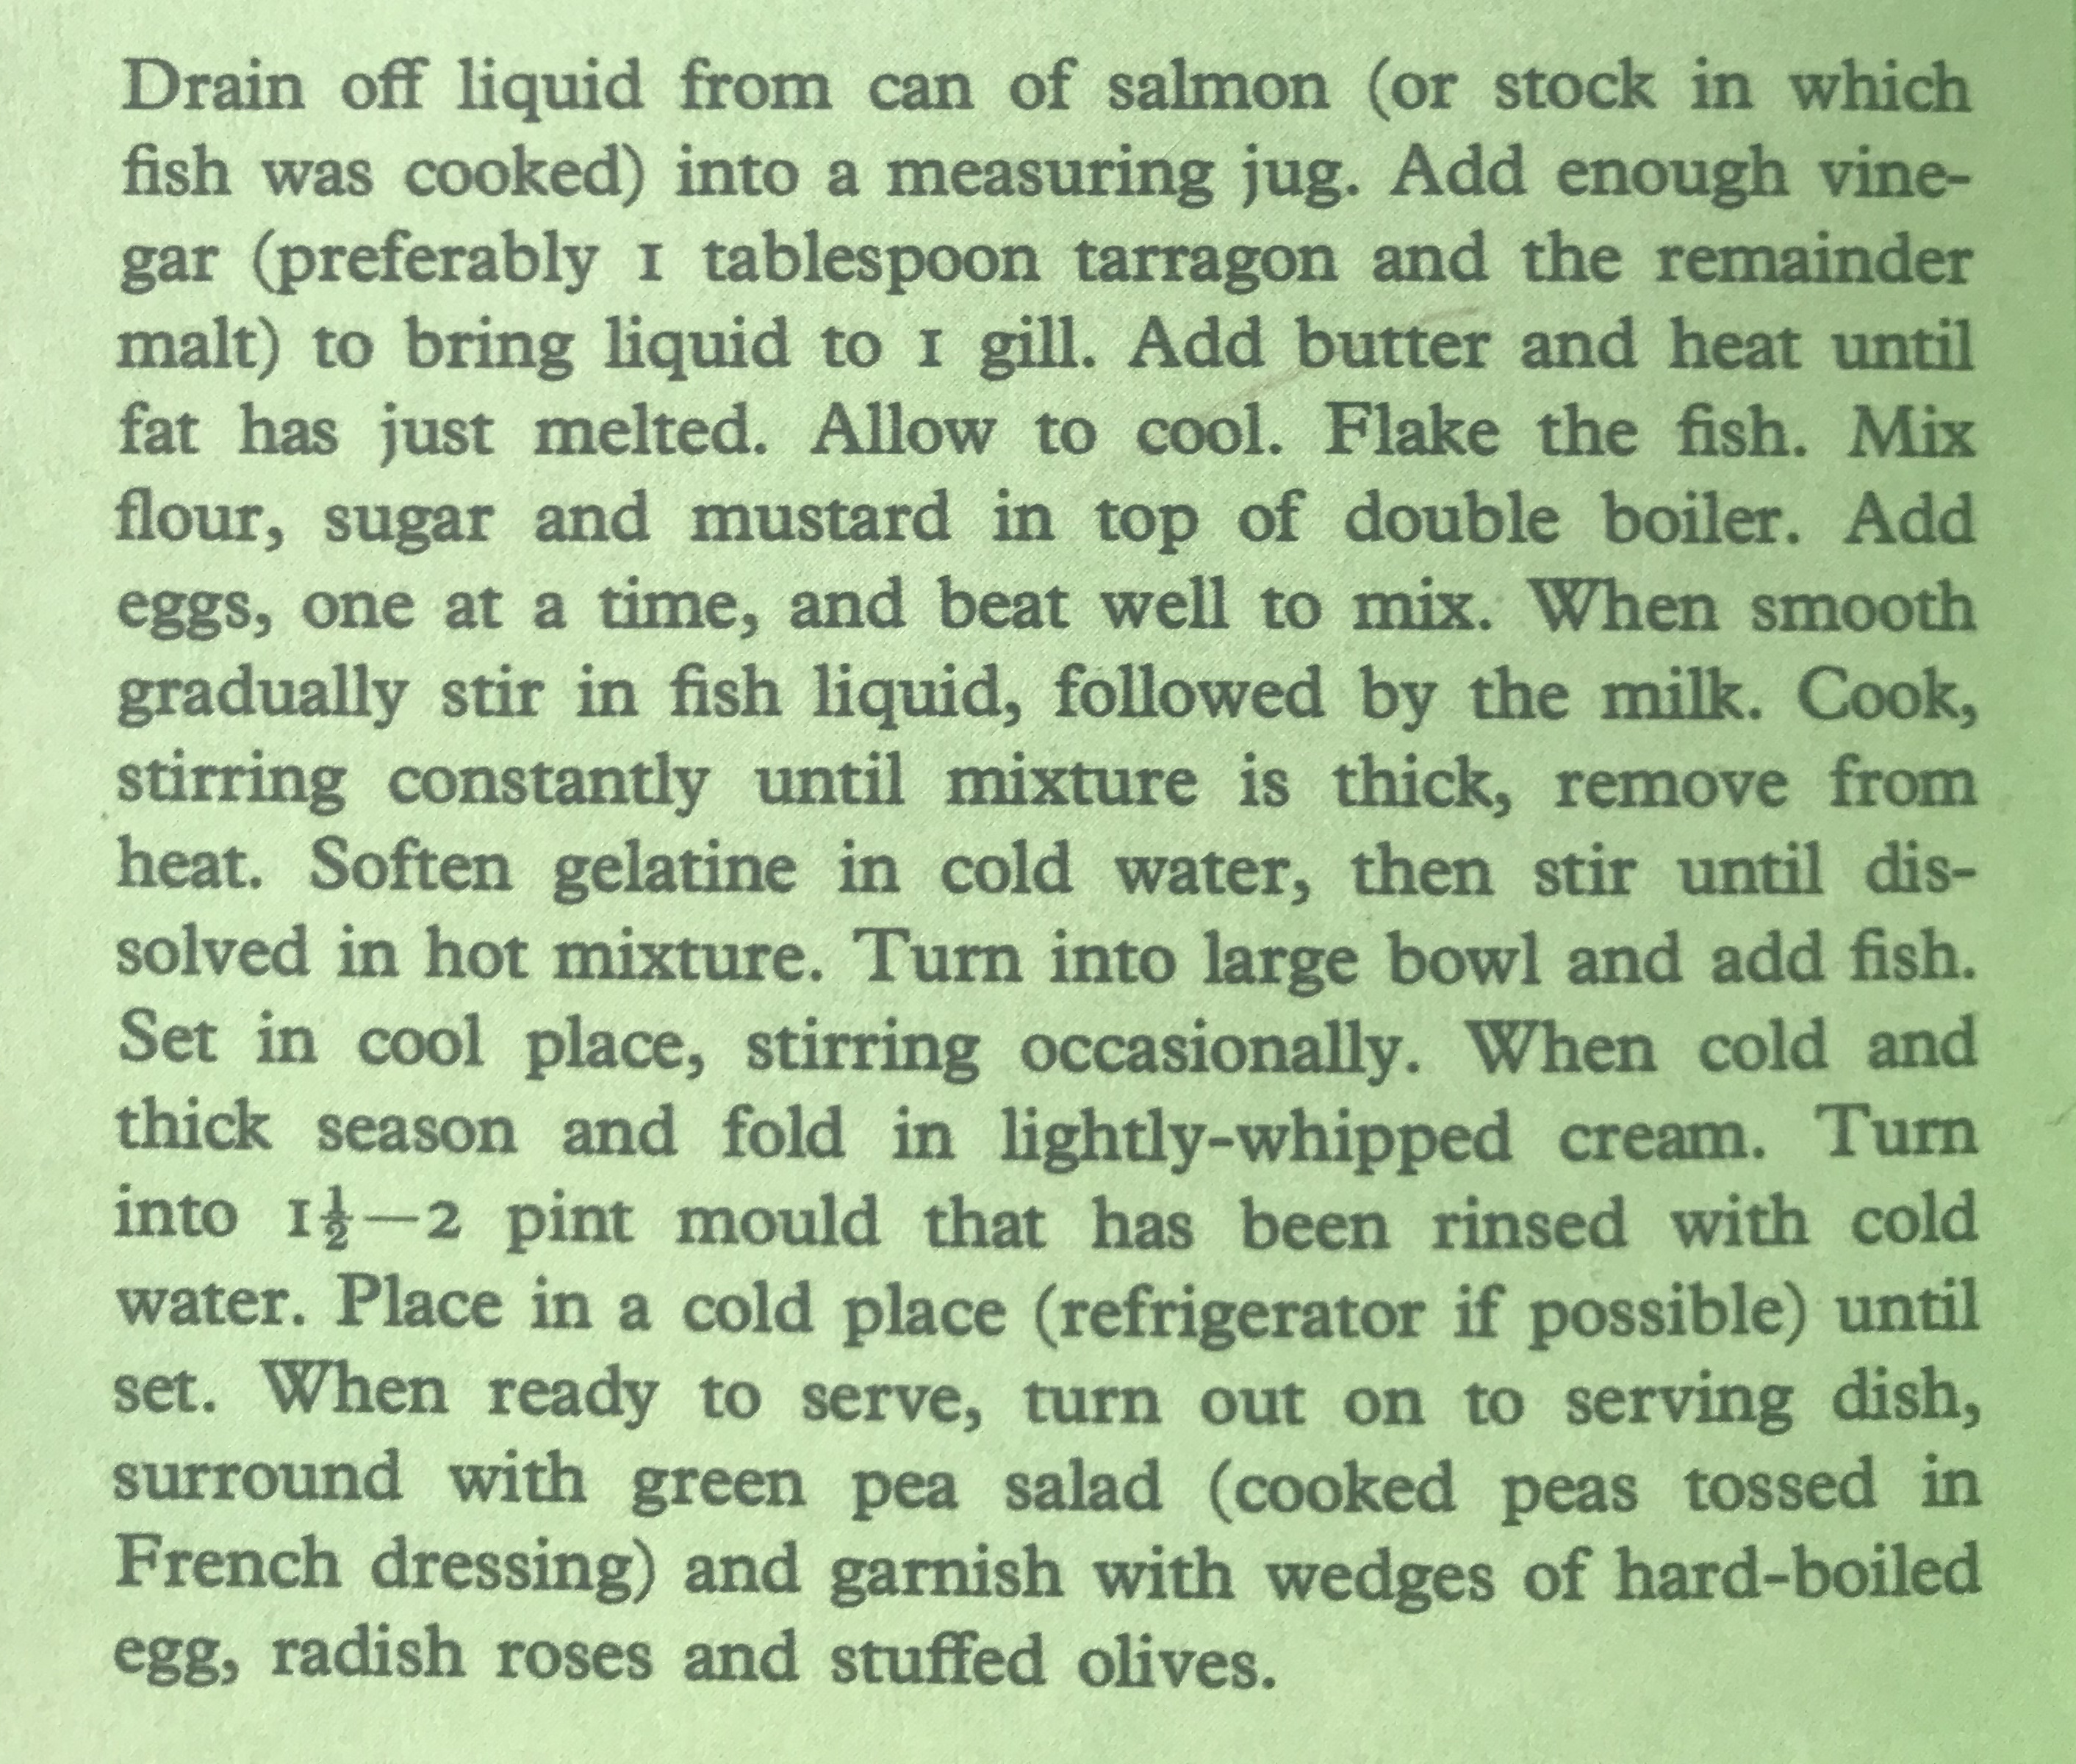 Drain off liquid from can of salmon (or stock in which
fish was cooked) into a measuring jug. Add enough vine-
gar (preferably 1 tablespoon tarragon and the remainder
malt) to bring liquid to 1 gill. Add butter and heat until
fat has just melted. Allow to cool. Flake the fish. Mix
flour, sugar and mustard in top of double boiler. Add
eggs, one at a time, and beat well to mix. When smooth
gradually stir in fish liquid, followed by the milk. Cook,
stirring constantly until mixture is thick, remove from
heat. Soften gelatine in cold water, then stir until dis-
solved in hot mixture. Turn into large bowl and add fish.
Set in cool place, stirring occasionally. When cold and
thick season and fold in lightly-whipped cream. Turn
into 1½—2 pint mould that has been rinsed with cold
water. Place in a cold place (refrigerator if possible) until
set. When ready to serve, turn out on to serving dish,
surround with green pea salad (cooked peas tossed in
French dressing) and garnish with wedges of hard-boiled
egg, radish roses and stuffed olives.